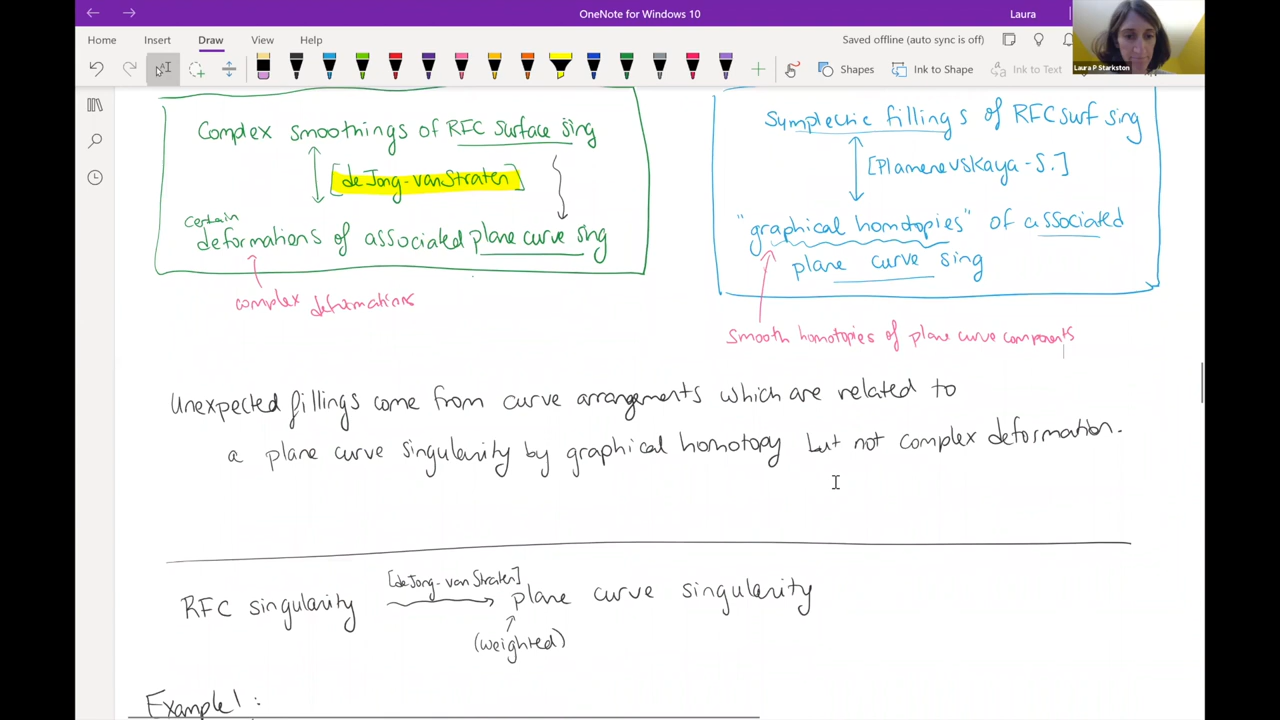 OneNote for Windows 10
Laura
Home Insert Draw View Help
Saved offline (auto sync is off)
Shapes
Ink to Shape
Ink to Text
Laura P Starkston
Complex smoothings of RFC surface sing
[de Jong-vanStraten]
certain
deformations of associated plane curve sing
complex deformations
Symplectic fillings of RFC surf sing
[Plamenevskaya-S.]
"graphical homotopies" of associated
plane curve sing
Smooth homotopies of plane curve components
Unexpected fillings come from curve arrangements which are related to
a plane curve singularity by graphical homotopy but not complex deformation.
[deJong-van Straten]
RFC singularity plane curve singularity
(weighted)
Example 1: